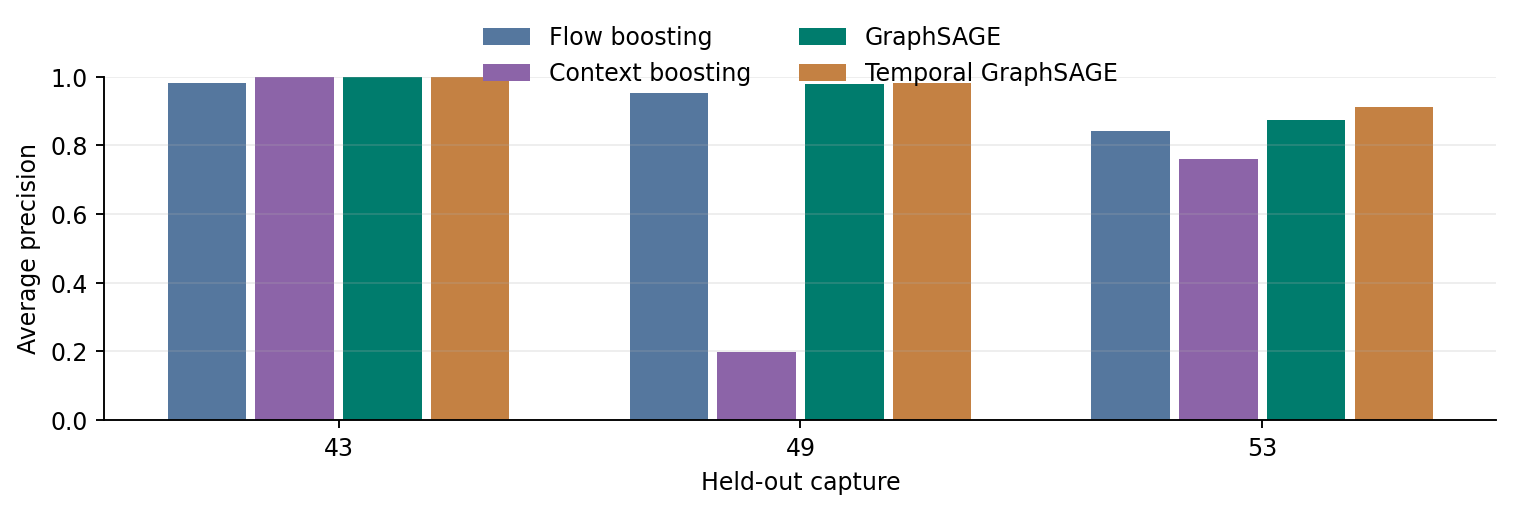 Flow boosting
Context boosting
GraphSAGE
Temporal GraphSAGE
1.0
0.8
0.6
0.4
0.2
0.0
Average precision
43
49
53
Held-out capture